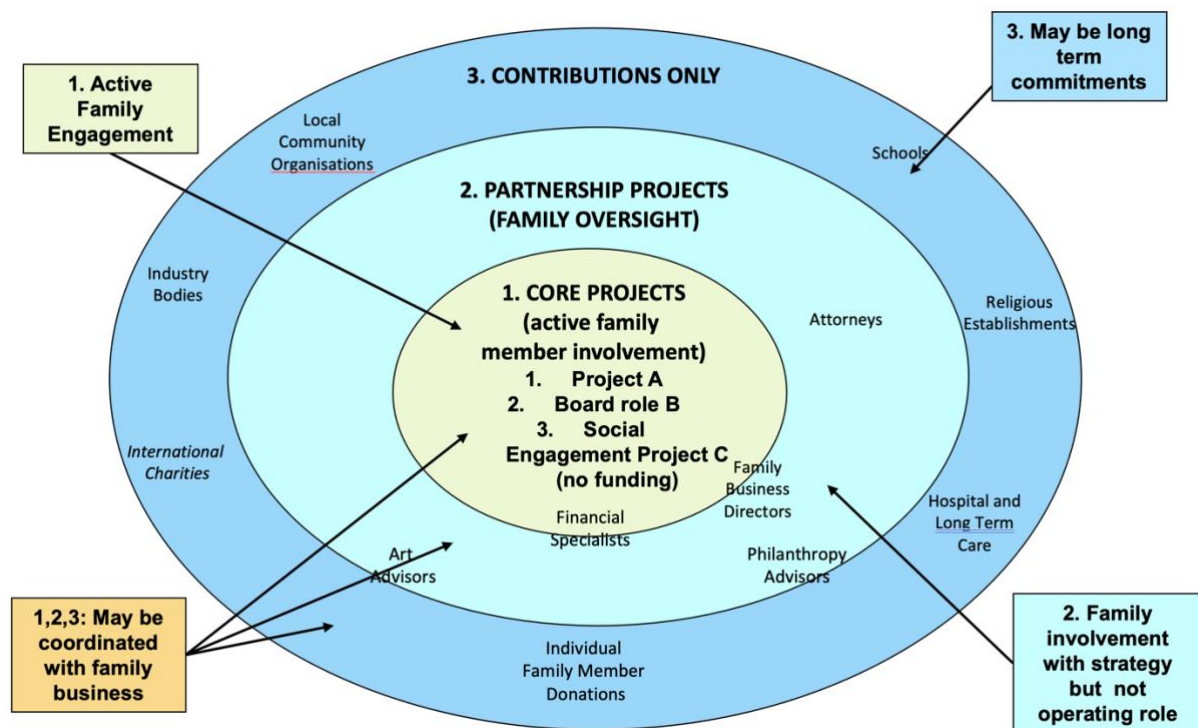 3. CONTRIBUTIONS ONLY
3. May be long
term
commitments
1. Active
Family
Engagement
Local
Community
Organisations
Schools
2. PARTNERSHIP PROJECTS
(FAMILY OVERSIGHT)
Industry
Bodies
1. CORE PROJECTS
(active family
member involvement)
1. Project A
2. Board role B
3. Social
Engagement Project C
(no funding)
Attorneys
Religious
Establishments
International
Charities
Family
Business
Directors
Financial
Specialists
Hospital and
Long Term
Care
Art
Advisors
Philanthropy
Advisors
1,2,3: May be
coordinated
with family
business
Individual
Family Member
Donations
2. Family
involvement
with strategy
but not
operating role